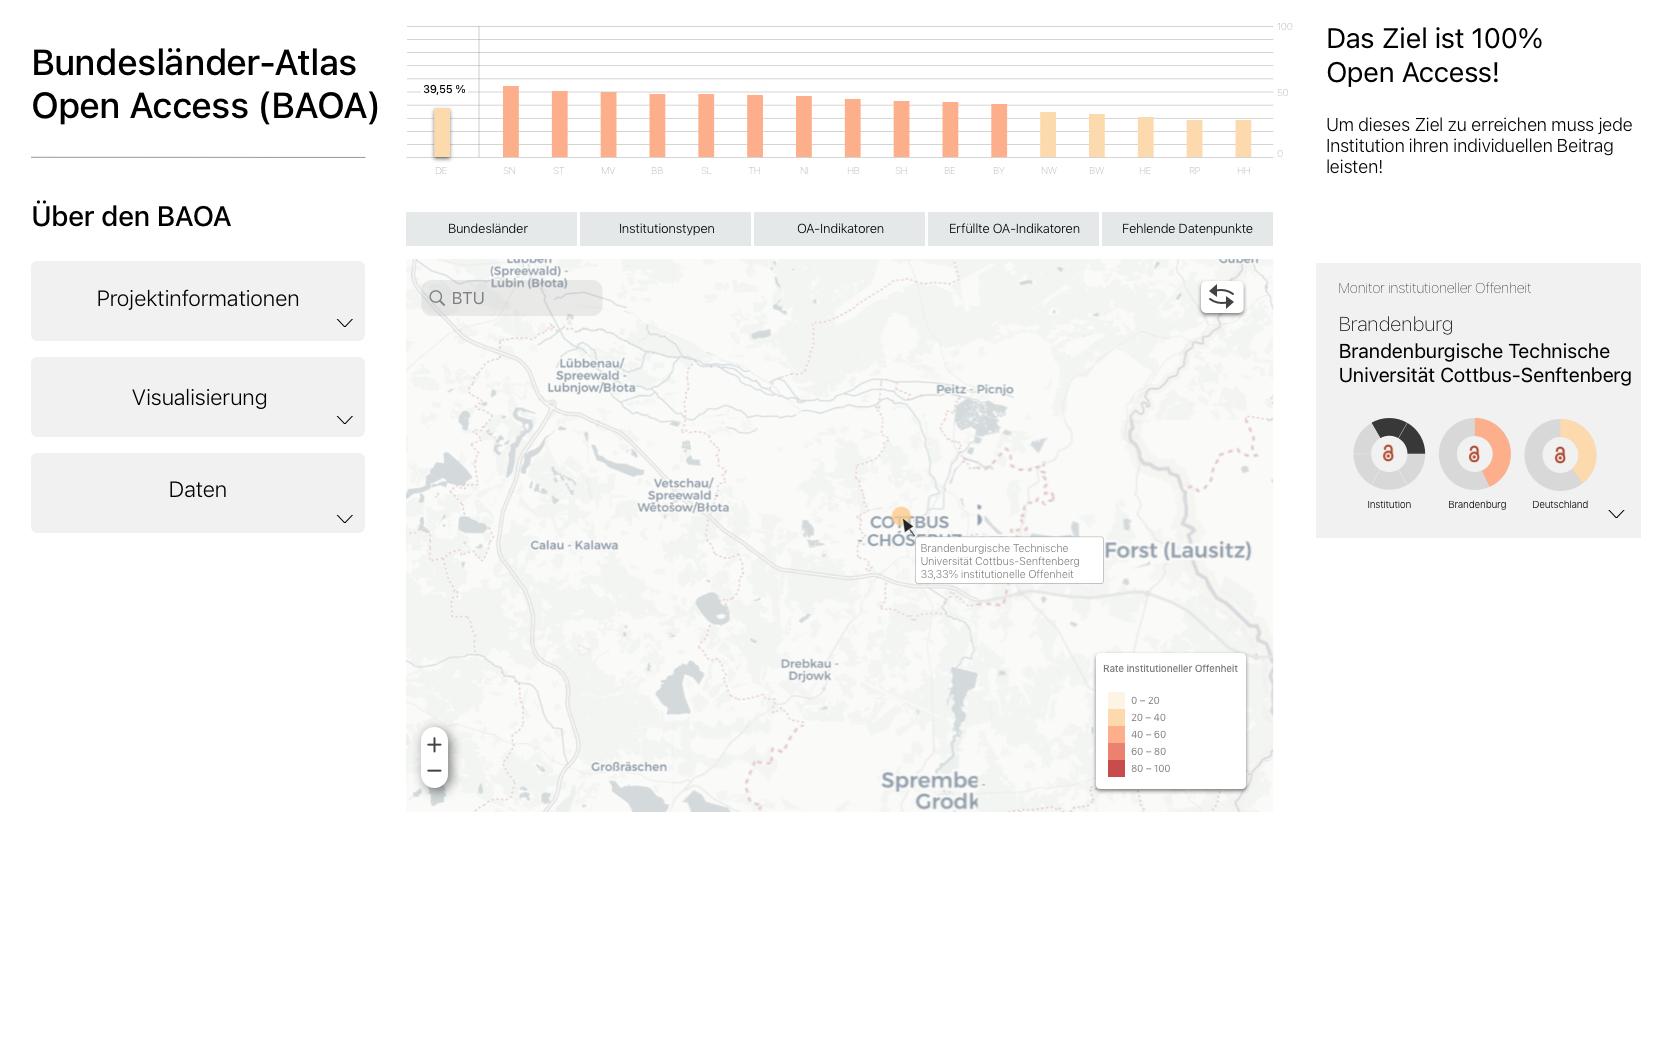 Bundesländer-Atlas
Open Access (BAOA)
Über den BAOA
Projektinformationen
Visualisierung
Daten
100
50
0
39,55 %
DE SN ST MV BB SL TH NI HB SH BE BY NW BW HE RP HH
Bundesländer
Institutionstypen
OA-Indikatoren
Erfüllte OA-Indikatoren
Fehlende Datenpunkte
Lübben
(Spreewald) -
Lubin (Błota)
Guben
BTU
Lübbenau/
Spreewald -
Lubnjow/Błota
Peitz - Picnjo
Vetschau/
Spreewald -
Wětošow/Błota
COTTBUS
Calau - Kalawa
Forst (Lausitz)
Brandenburgische Technische
Universität Cottbus-Senftenberg
33,33% institutionelle Offenheit
Drebkau -
Drjowk
Großräschen
Sprembe
Grodk
Rate institutioneller Offenheit
0 – 20
20 – 40
40 – 60
60 – 80
80 – 100
Das Ziel ist 100%
Open Access!
Um dieses Ziel zu erreichen muss jede
Institution ihren individuellen Beitrag
leisten!
Monitor institutioneller Offenheit
Brandenburg
Brandenburgische Technische
Universität Cottbus-Senftenberg
Institution
Brandenburg
Deutschland